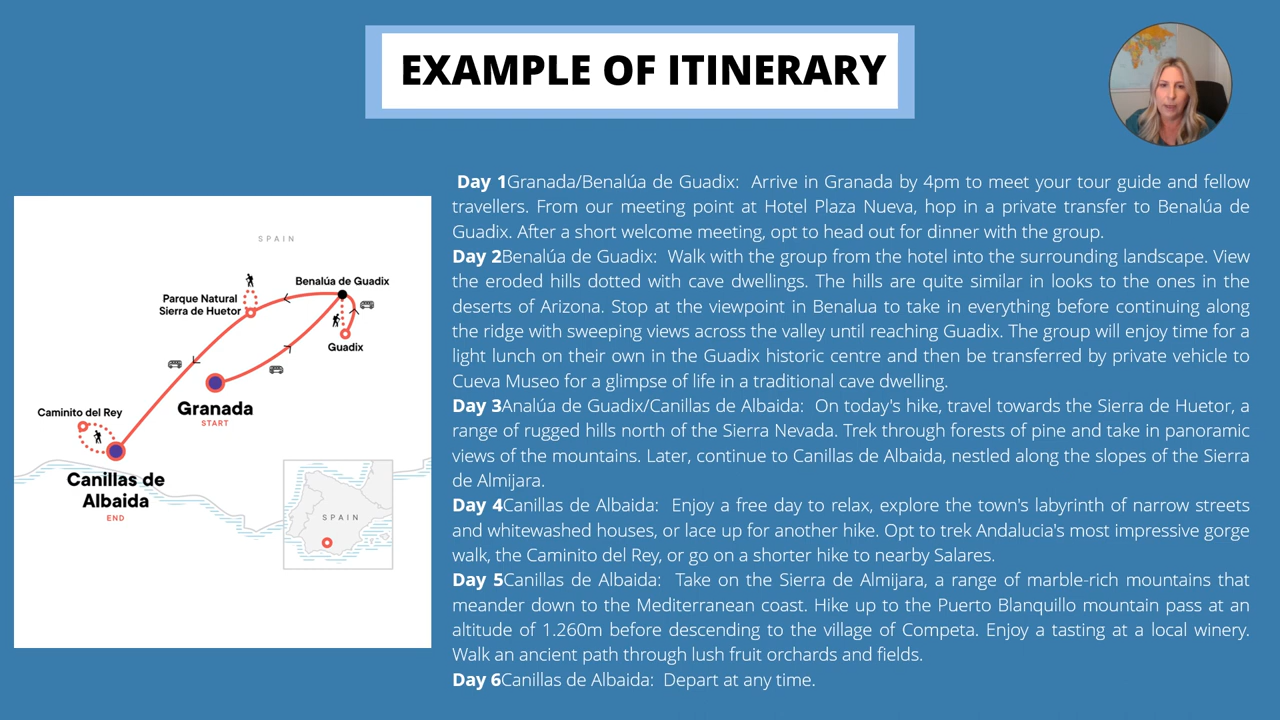 EXAMPLE OF ITINERARY
SPAIN
Benalúa de Guadix
Parque Natural
Sierra de Huetor
Guadix
Granada
START
Caminito del Rey
Canillas de
Albaida
END
SPAIN
Day 1Granada/Benalúa de Guadix: Arrive in Granada by 4pm to meet your tour guide and fellow
travellers. From our meeting point at Hotel Plaza Nueva, hop in a private transfer to Benalúa de
Guadix. After a short welcome meeting, opt to head out for dinner with the group.
Day 2Benalúa de Guadix: Walk with the group from the hotel into the surrounding landscape. View
the eroded hills dotted with cave dwellings. The hills are quite similar in looks to the ones in the
deserts of Arizona. Stop at the viewpoint in Benalua to take in everything before continuing along
the ridge with sweeping views across the valley until reaching Guadix. The group will enjoy time for a
light lunch on their own in the Guadix historic centre and then be transferred by private vehicle to
Cueva Museo for a glimpse of life in a traditional cave dwelling.
Day 3Analúa de Guadix/Canillas de Albaida: On today's hike, travel towards the Sierra de Huetor, a
range of rugged hills north of the Sierra Nevada. Trek through forests of pine and take in panoramic
views of the mountains. Later, continue to Canillas de Albaida, nestled along the slopes of the Sierra
de Almijara.
Day 4Canillas de Albaida: Enjoy a free day to relax, explore the town's labyrinth of narrow streets
and whitewashed houses, or lace up for another hike. Opt to trek Andalucia's most impressive gorge
walk, the Caminito del Rey, or go on a shorter hike to nearby Salares.
Day 5Canillas de Albaida: Take on the Sierra de Almijara, a range of marble-rich mountains that
meander down to the Mediterranean coast. Hike up to the Puerto Blanquillo mountain pass at an
altitude of 1.260m before descending to the village of Competa. Enjoy a tasting at a local winery.
Walk an ancient path through lush fruit orchards and fields.
Day 6Canillas de Albaida: Depart at any time.